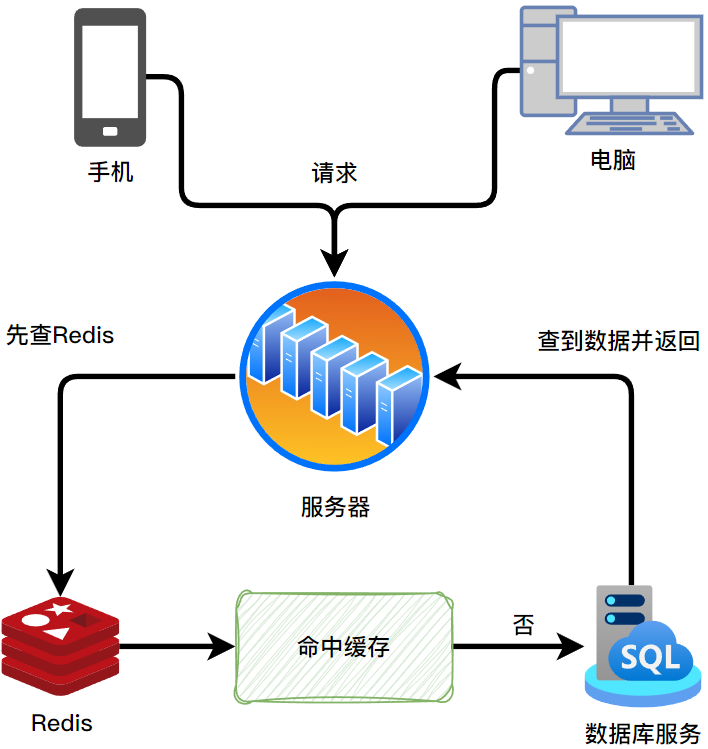 手机
请求
电脑
先查Redis
查到数据并返回
服务器
命中缓存
否
SQL
Redis
数据库服务